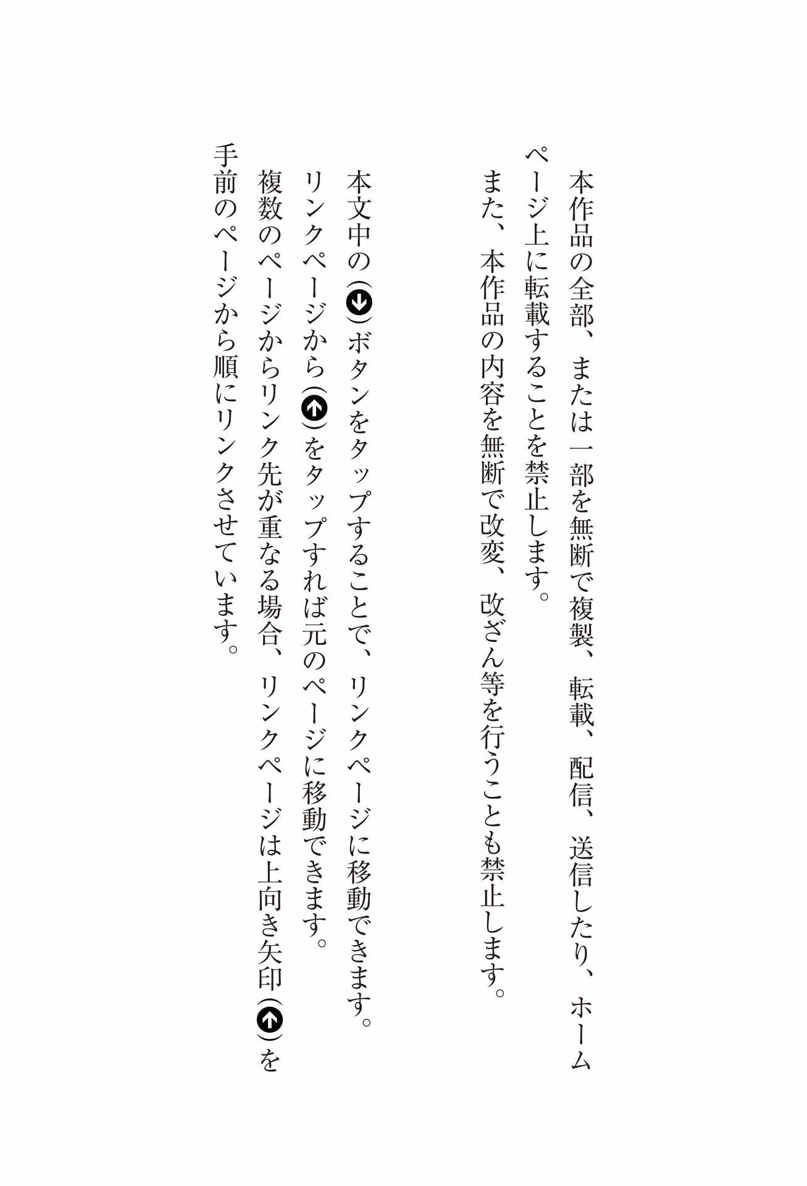 本作品の全部、または一部を無断で複製、転載、配信、送信したり、ホーム
ページ上に転載することを禁止します。
また、本作品の内容を無断で改変、改ざん等を行うことも禁止します。
本文中の(↓)ボタンをタップすることで、リンクページに移動できます。
リンクページから(↑)をタップすれば元のページに移動できます。
複数のページからリンク先が重なる場合、リンクページは上向き矢印(↑)を
手前のページから順にリンクさせています。